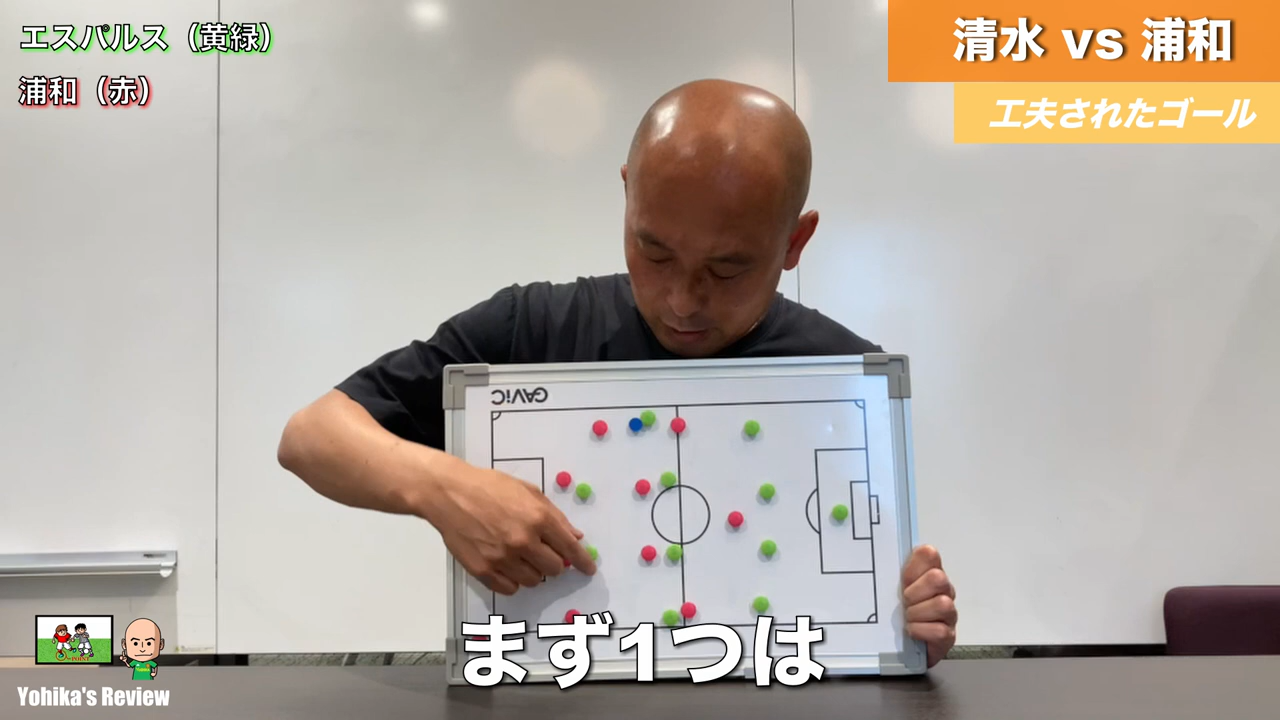 エスパルス（黄緑）
浦和（赤）
清水 vs 浦和
工夫されたゴール
GAViC
まず1つは
POINT
Yohika's Review